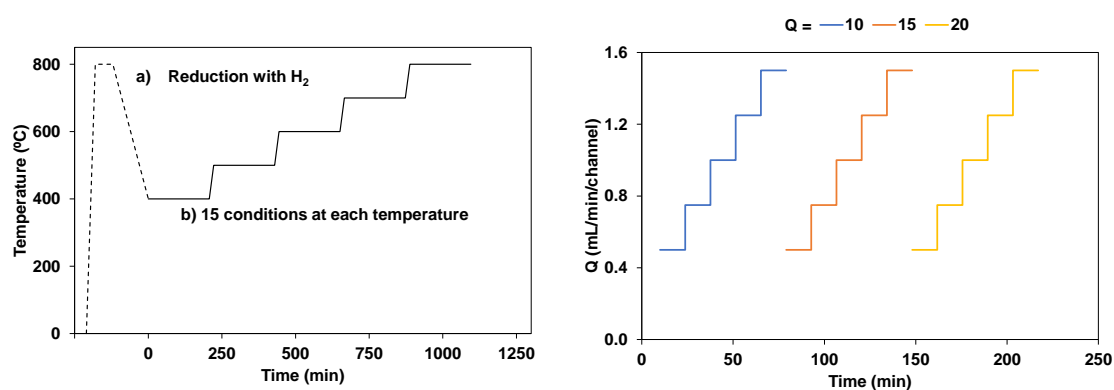 a) Reduction with H2
b) 15 conditions at each temperature
Temperature (ºC)
800
600
400
200
0
0 250 500 750 1000 1250
Time (min)
Q = 10 15 20
Q (mL/min/channel)
1.6
1.2
0.8
0.4
0.0
0 50 100 150 200 250
Time (min)